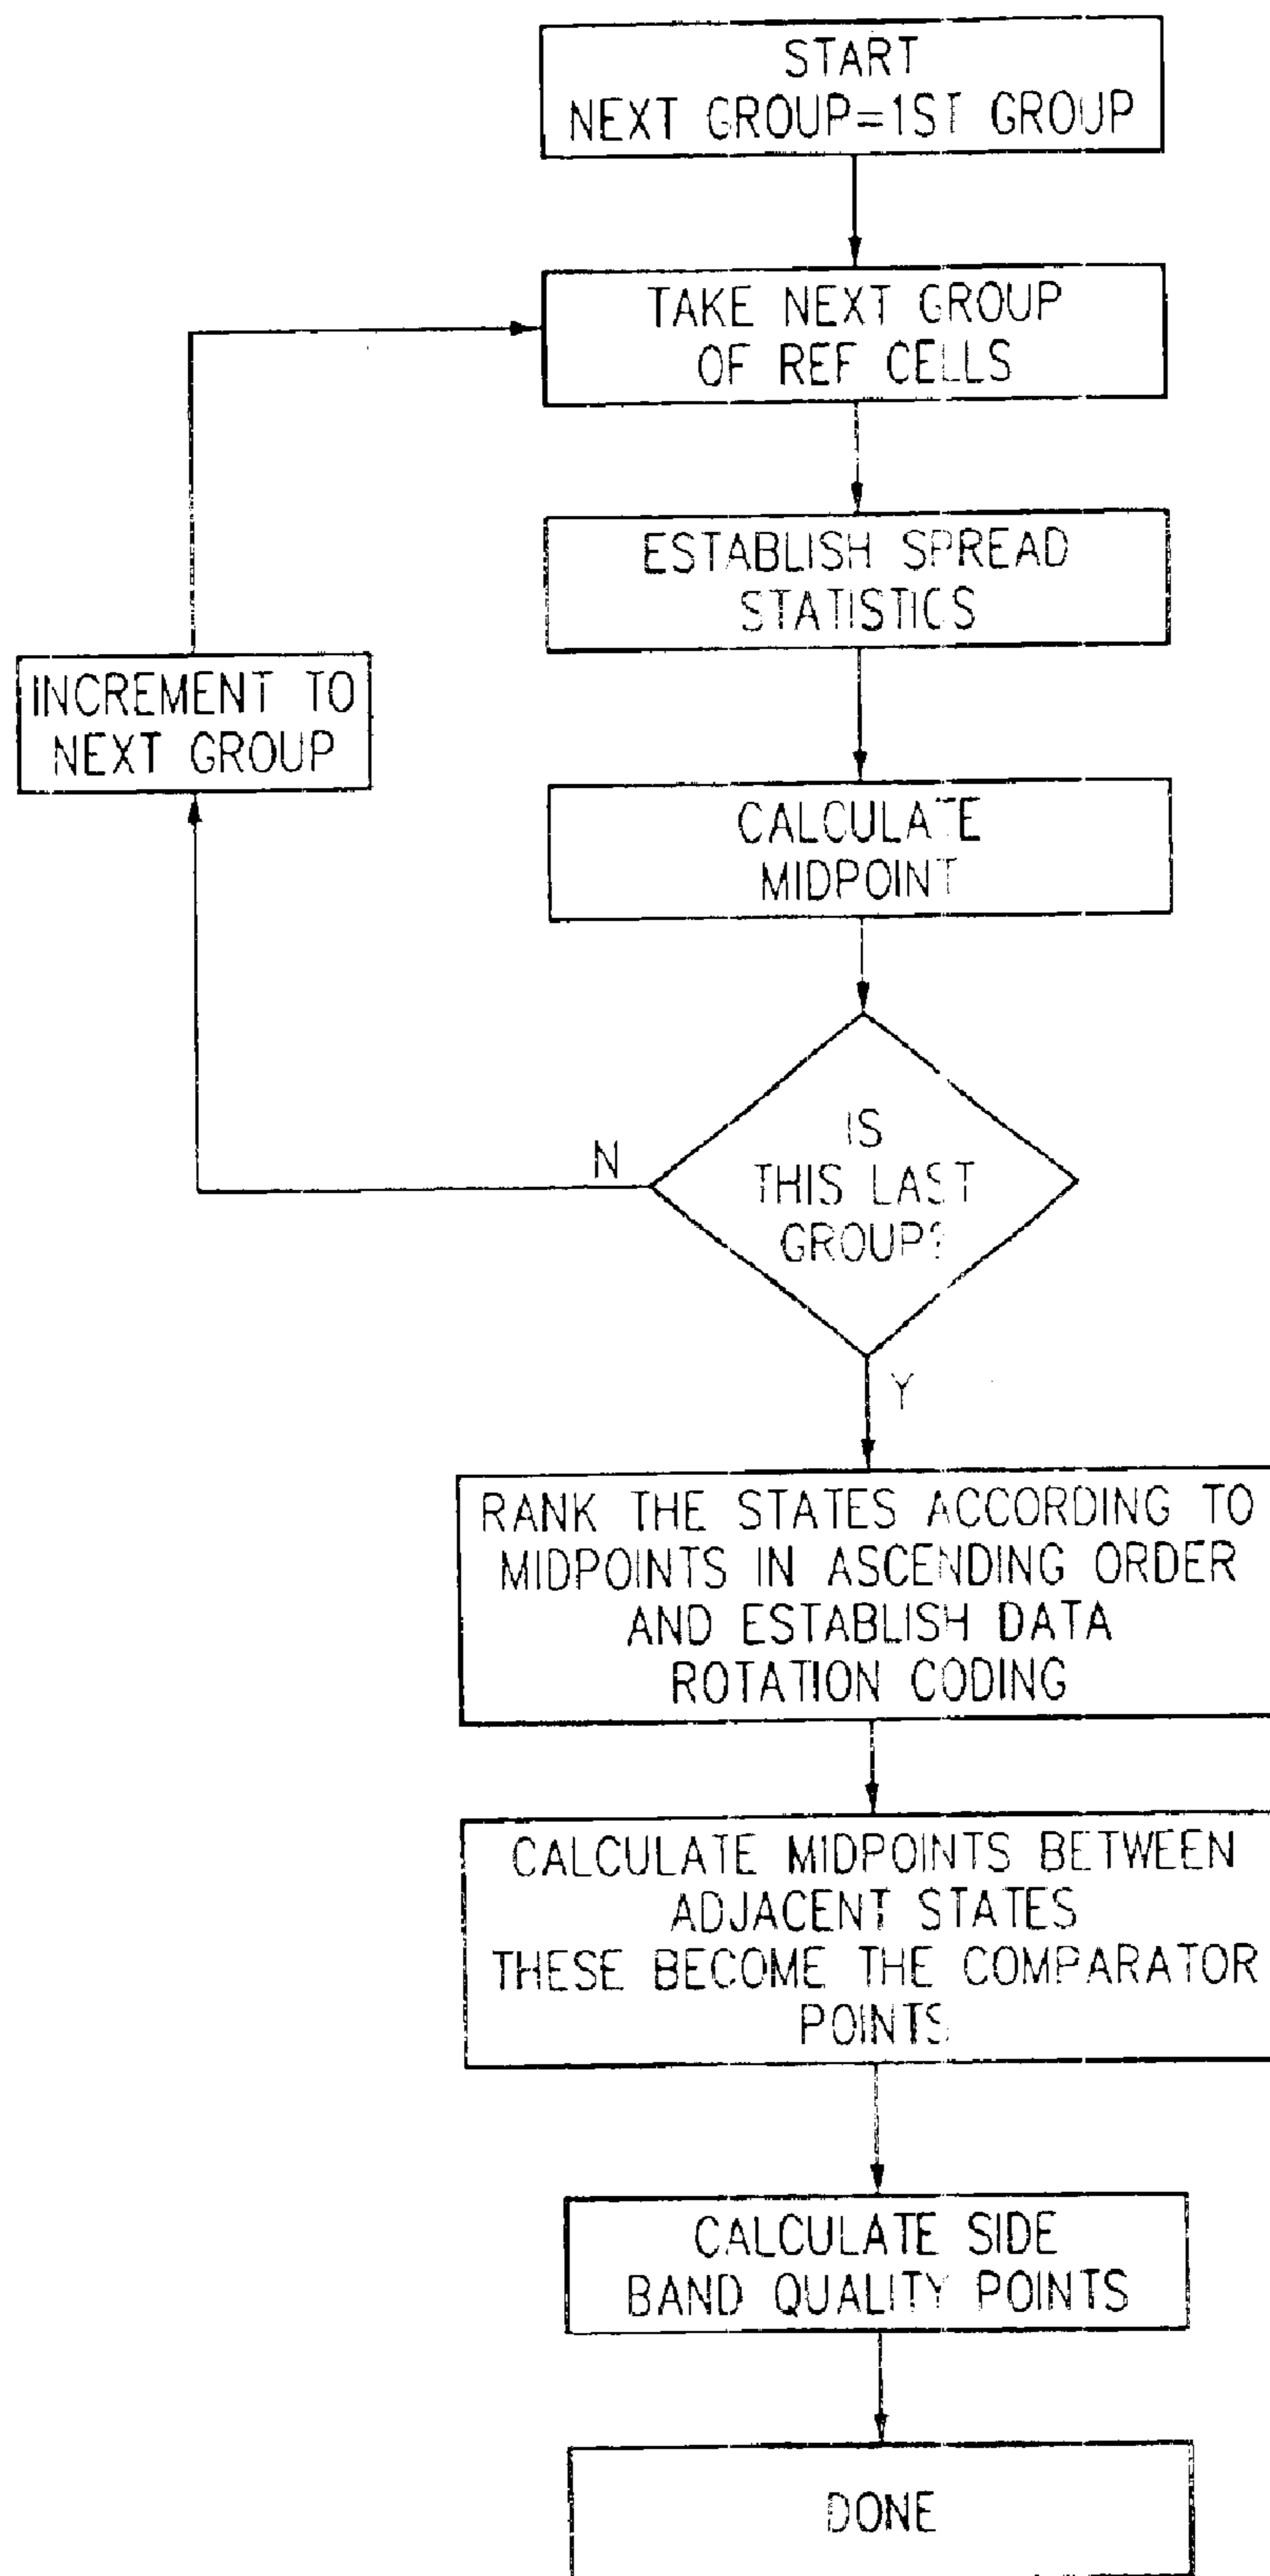 START
NEXT GROUP=1ST GROUP
TAKE NEXT GROUP
OF REF CELLS
ESTABLISH SPREAD
STATISTICS
INCREMENT TO
NEXT GROUP
CALCULATE
MIDPOINT
IS
THIS LAST
GROUP?
N
Y
RANK THE STATES ACCORDING TO
MIDPOINTS IN ASCENDING ORDER
AND ESTABLISH DATA
ROTATION CODING
CALCULATE MIDPOINTS BETWEEN
ADJACENT STATES
THESE BECOME THE COMPARATOR
POINTS
CALCULATE SIDE
BAND QUALITY POINTS
DONE